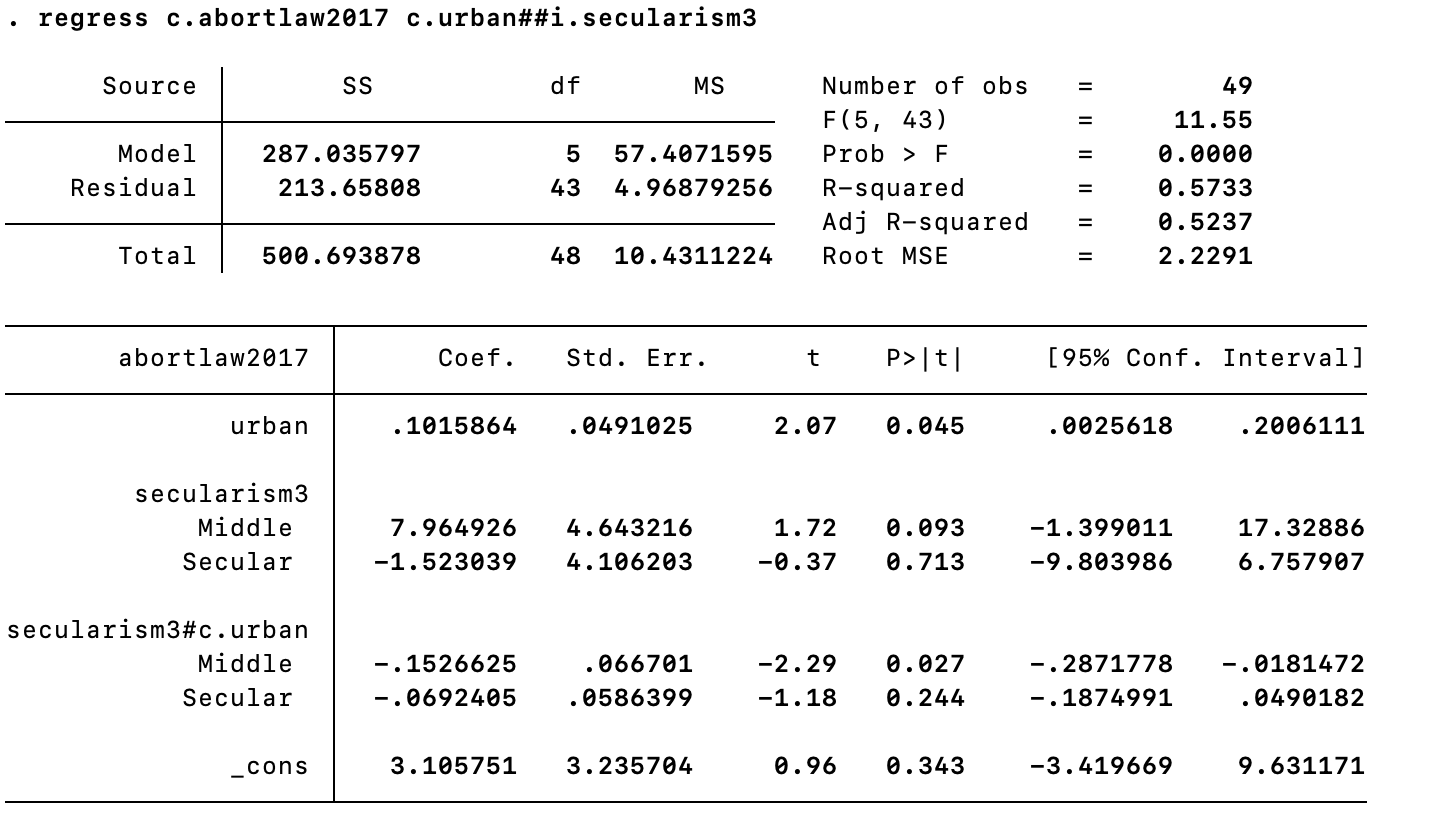 . regress c.abortlaw2017 c.urban##i.secularism3
Source SS df MS Number of obs = 49
F(5, 43) = 11.55
Model 287.035797 5 57.4071595 Prob > F = 0.0000
Residual 213.65808 43 4.96879256 R-squared = 0.5733
Adj R-squared = 0.5237
Total 500.693878 48 10.4311224 Root MSE = 2.2291
abortlaw2017 Coef. Std. Err. t P>|t| [95% Conf. Interval]
urban .1015864 .0491025 2.07 0.045 .0025618 .2006111
secularism3
Middle 7.964926 4.643216 1.72 0.093 -1.399011 17.32886
Secular -1.523039 4.106203 -0.37 0.713 -9.803986 6.757907
secularism3#c.urban
Middle -.1526625 .066701 -2.29 0.027 -.2871778 -.0181472
Secular -.0692405 .0586399 -1.18 0.244 -.1874991 .0490182
_cons 3.105751 3.235704 0.96 0.343 -3.419669 9.631171